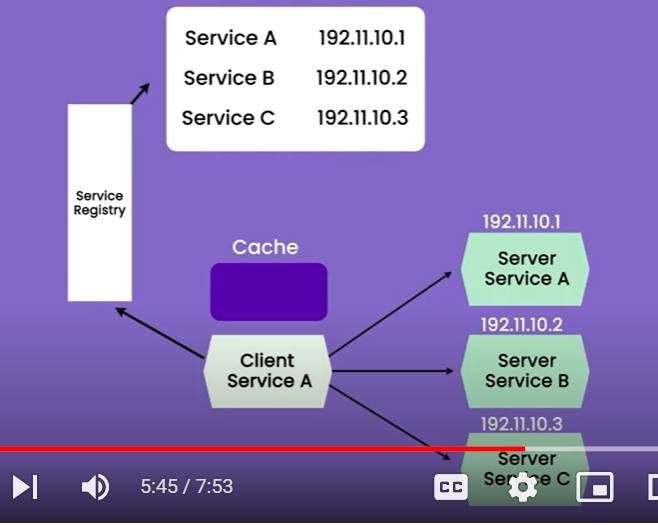 Service A 192.11.10.1
Service B 192.11.10.2
Service C 192.11.10.3
Service
Registry
Cache
Client
Service A
192.11.10.1
Server
Service A
192.11.10.2
Server
Service B
192.11.10.3
Server
Service C
5:45 / 7:53
CC